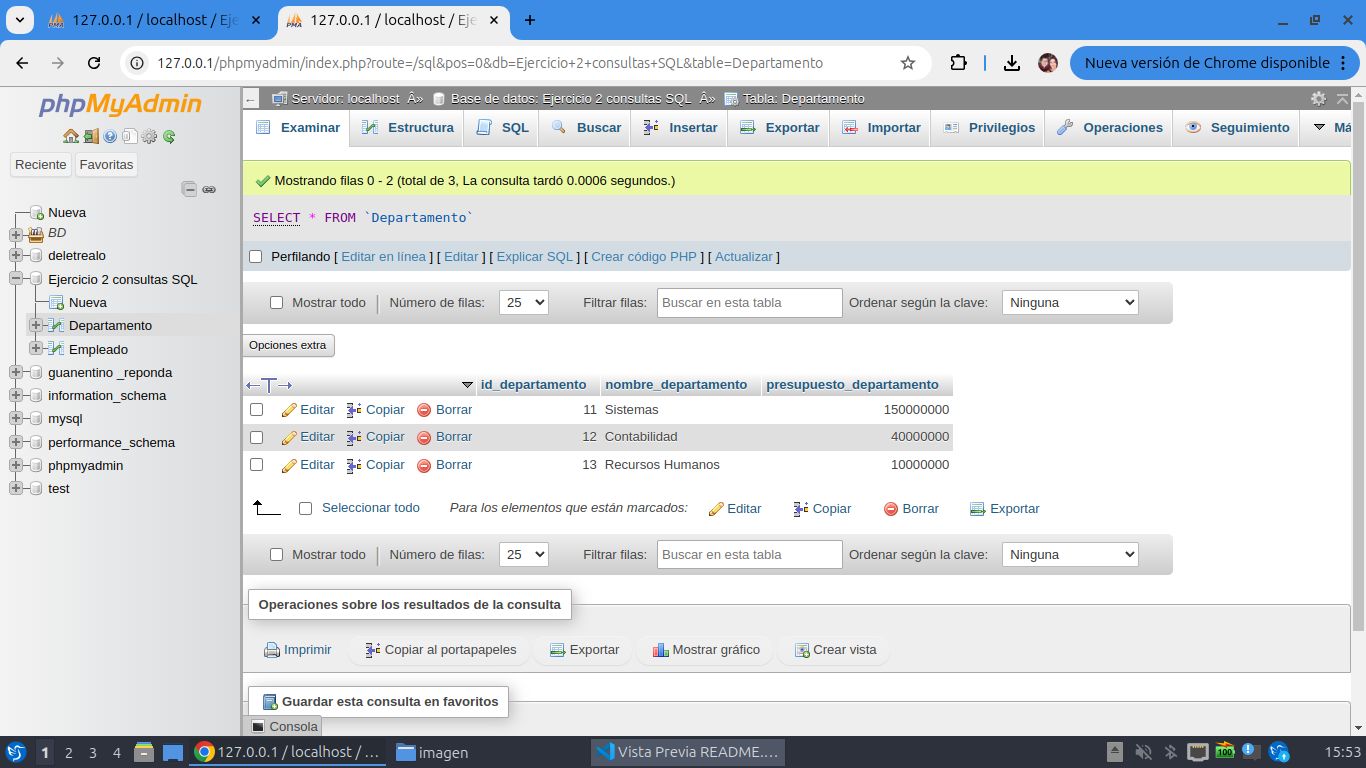 127.0.0.1 / localhost / Eje
127.0.0.1 / localhost / Eje
127.0.0.1/phpmyadmin/index.php?route=/sql&pos=0&db=Ejercicio+2+consultas+SQL&table=Departamento
Nueva versión de Chrome disponible
phpMyAdmin
Reciente Favoritas
Nueva
BD
deletrealo
Ejercicio 2 consultas SQL
Nueva
Departamento
Empleado
guanentino _reponda
information_schema
mysql
performance_schema
phpmyadmin
test
Servidor: localhost Â» Base de datos: Ejercicio 2 consultas SQL Â» Tabla: Departamento
Examinar Estructura SQL Buscar Insertar Exportar Importar Privilegios Operaciones Seguimiento Má
Mostrando filas 0 - 2 (total de 3, La consulta tardó 0.0006 segundos.)
SELECT * FROM `Departamento`
Perfilando [ Editar en línea ] [ Editar ] [ Explicar SQL ] [ Crear código PHP ] [ Actualizar ]
Mostrar todo Número de filas: 25 Filtrar filas: Buscar en esta tabla Ordenar según la clave: Ninguna
Opciones extra
id_departamento nombre_departamento presupuesto_departamento
Editar Copiar Borrar 11 Sistemas 150000000
Editar Copiar Borrar 12 Contabilidad 40000000
Editar Copiar Borrar 13 Recursos Humanos 10000000
Seleccionar todo Para los elementos que están marcados: Editar Copiar Borrar Exportar
Mostrar todo Número de filas: 25 Filtrar filas: Buscar en esta tabla Ordenar según la clave: Ninguna
Operaciones sobre los resultados de la consulta
Imprimir Copiar al portapapeles Exportar Mostrar gráfico Crear vista
Guardar esta consulta en favoritos
Consola
1 2 3 4 127.0.0.1 / localhost / ... imagen Vista Previa README.... 100 15:53